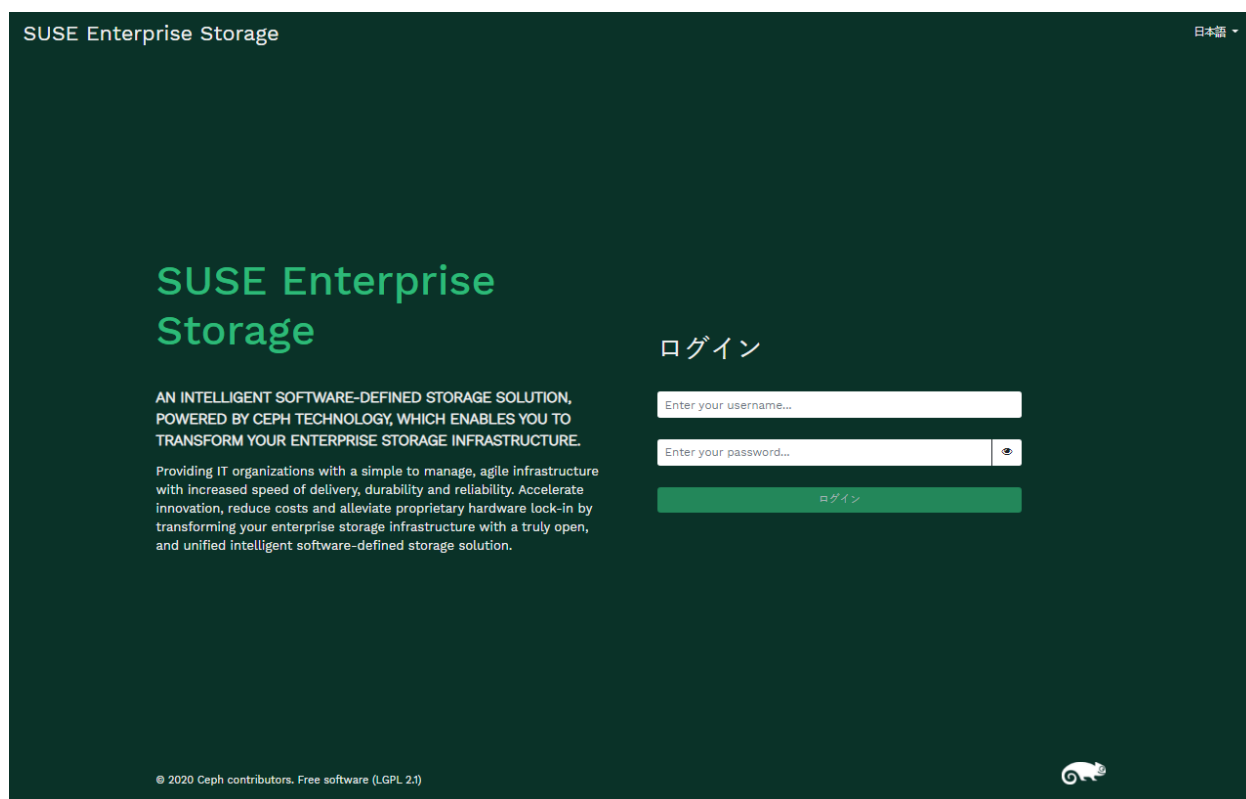 SUSE Enterprise Storage
日本語
SUSE Enterprise
Storage
AN INTELLIGENT SOFTWARE-DEFINED STORAGE SOLUTION,
POWERED BY CEPH TECHNOLOGY, WHICH ENABLES YOU TO
TRANSFORM YOUR ENTERPRISE STORAGE INFRASTRUCTURE.
Providing IT organizations with a simple to manage, agile infrastructure
with increased speed of delivery, durability and reliability. Accelerate
innovation, reduce costs and alleviate proprietary hardware lock-in by
transforming your enterprise storage infrastructure with a truly open,
and unified intelligent software-defined storage solution.
ログイン
Enter your username...
Enter your password...
ログイン
© 2020 Ceph contributors. Free software (LGPL 2.1)